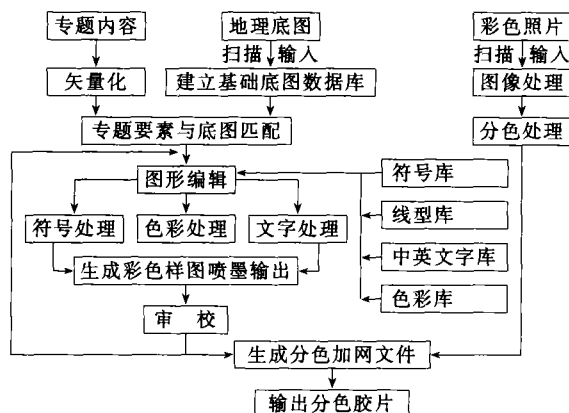 专题内容
地理底图
彩色照片
扫描 输入
扫描 输入
矢量化
建立基础底图数据库
图像处理
专题要素与底图匹配
分色处理
图形编辑
符号库
线型库
符号处理
色彩处理
文字处理
中英文字库
生成彩色样图喷墨输出
色彩库
审 校
生成分色加网文件
输出分色胶片